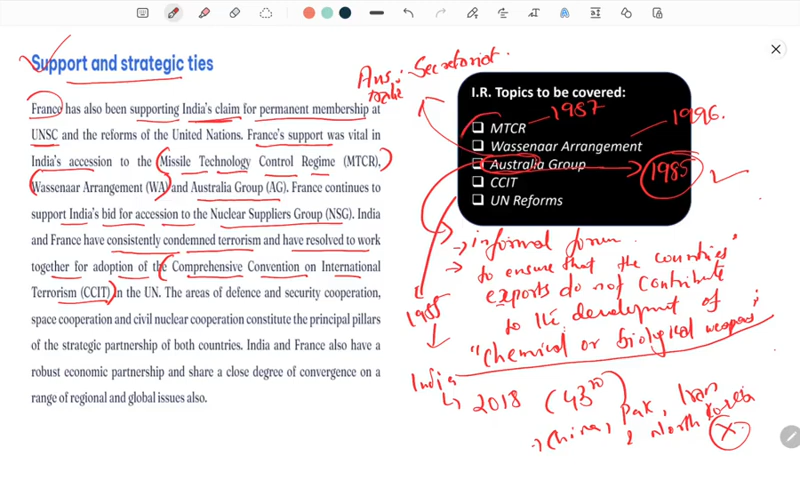 Support and strategic ties
France has also been supporting India's claim for permanent membership at
UNSC and the reforms of the United Nations. France's support was vital in
India's accession to the Missile Technology Control Regime (MTCR),
Wassenaar Arrangement (WA) and Australia Group (AG). France continues to
support India's bid for accession to the Nuclear Suppliers Group (NSG). India
and France have consistently condemned terrorism and have resolved to work
together for adoption of the Comprehensive Convention on International
Terrorism (CCIT) in the UN. The areas of defence and security cooperation,
space cooperation and civil nuclear cooperation constitute the principal pillars
of the strategic partnership of both countries. India and France also have a
robust economic partnership and share a close degree of convergence on a
range of regional and global issues also.
Secretariat.
I.R. Topics to be covered:
MTCR
1987
Wassenaar Arrangement
1996.
Australia Group
1985
CCIT
UN Reforms
→ informal forum
→ to ensure that the countries'
exports do not contribute
to the development of
"chemical or biological weapons
1985
India
2018 (43rd)
→ China, Pak, Iran
& North Korea
X